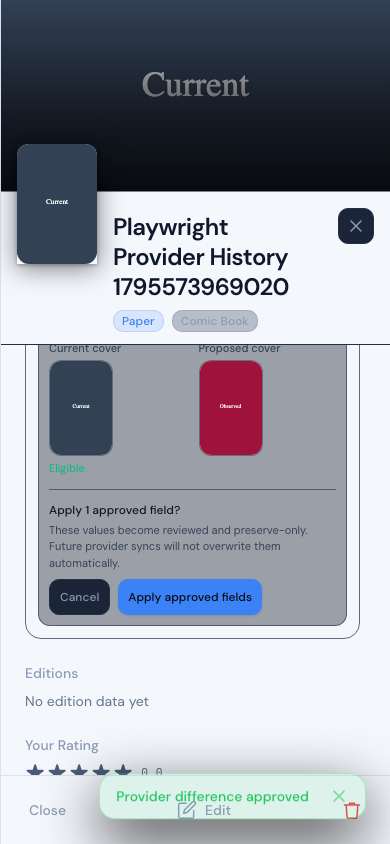 Current
Current
Playwright
Provider History
1795573969020
Paper
Comic Book
Current cover
Proposed cover
Current
Observed
Eligible
Apply 1 approved field?
These values become reviewed and preserve-only.
Future provider syncs will not overwrite them
automatically.
Cancel
Apply approved fields
Editions
No edition data yet
Your Rating
0.0
Provider difference approved
Close
Edit